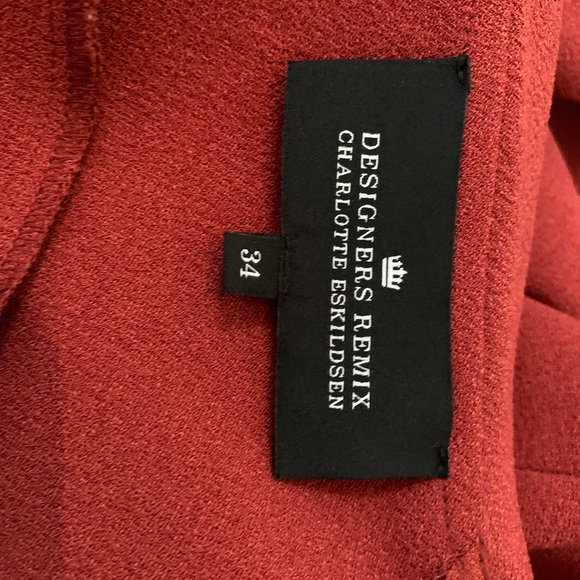 DESIGNERS REMIX
CHARLOTTE ESKILDSEN
34